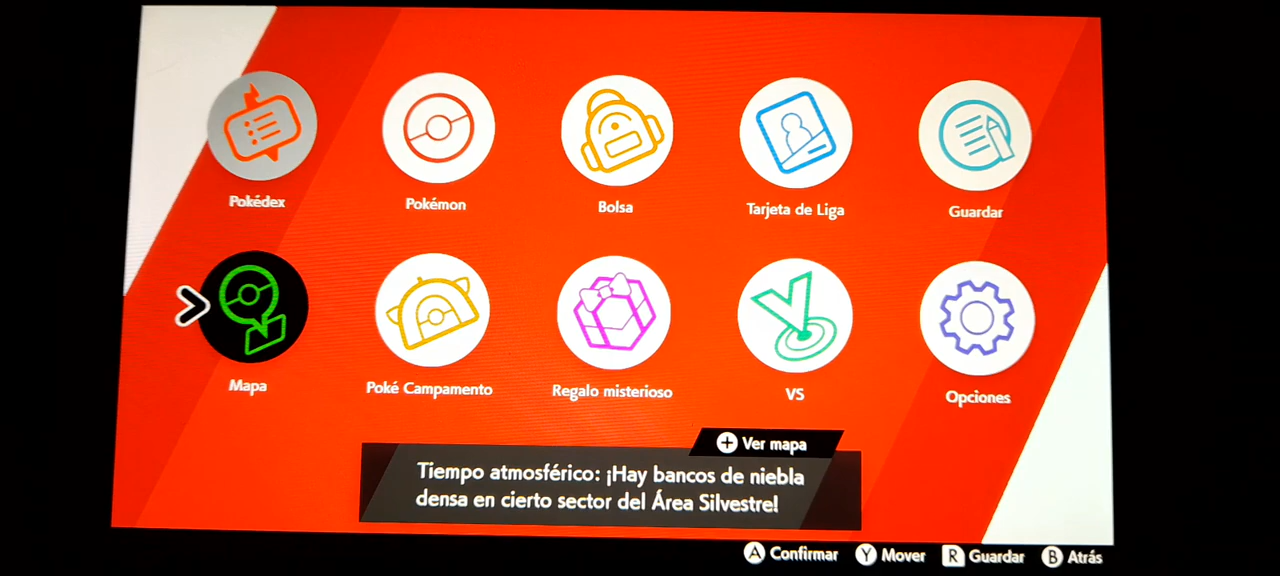 Pokédex
Pokémon
Bolsa
Tarjeta de Liga
Guardar
Mapa
Poké Campamento
Regalo misterioso
VS
Opciones
+ Ver mapa
Tiempo atmosférico: ¡Hay bancos de niebla
densa en cierto sector del Área Silvestre!
A Confirmar Y Mover R Guardar B Atrás